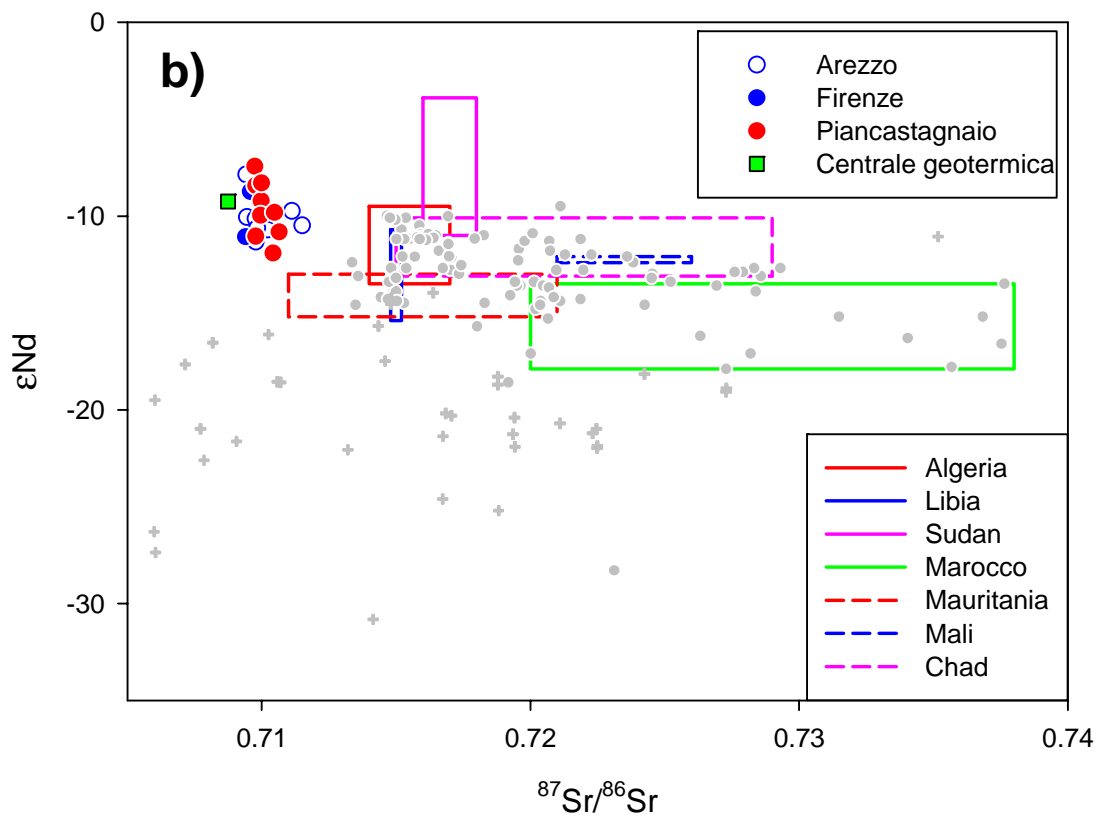 b)
0
-10
-20
-30
εNd
0.71
0.72
0.73
0.74
87Sr/86Sr
Arezzo
Firenze
Piancastagnaio
Centrale geotermica
Algeria
Libia
Sudan
Marocco
Mauritania
Mali
Chad